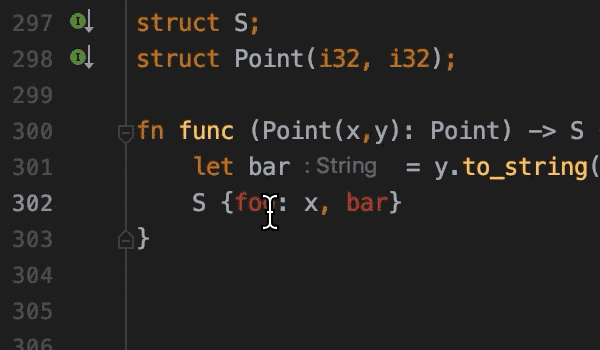 297 struct S;
298 struct Point(i32, i32);
299
300 fn func (Point(x,y): Point) -> S
301 let bar : String = y.to_string(
302 S {foo: x, bar}
303 }
304
305
306